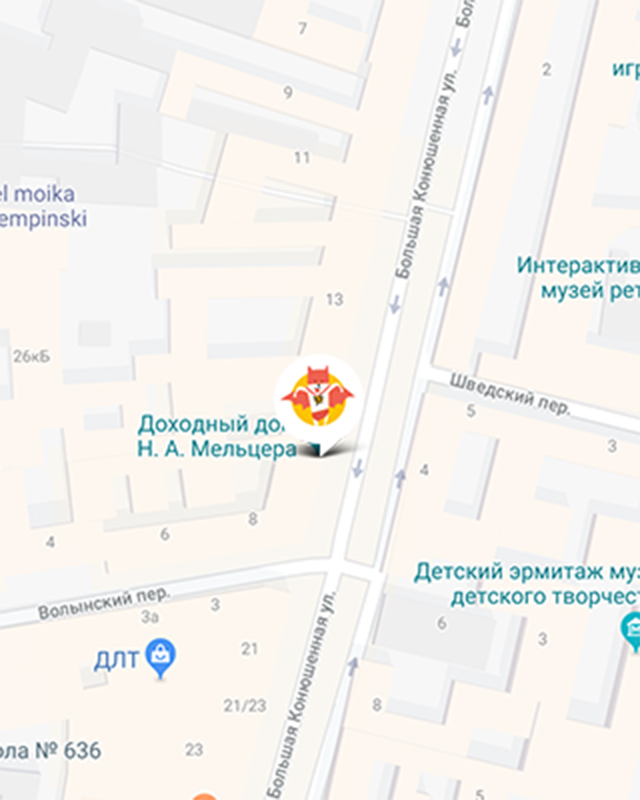 7
2
игр
9
Большая Конюшенная ул.
11
el moika
empinski
Интерактив
музей рет
13
26кБ
Шведский пер.
5
Доходный до
Н. А. Мельцера
3
4
8
6
4
Детский эрмитаж муз
детского творчест
Волынский пер.
3
3а
6
3
21
ДЛТ
Большая Конюшенная ул.
21/23
8
23
ола № 636
5